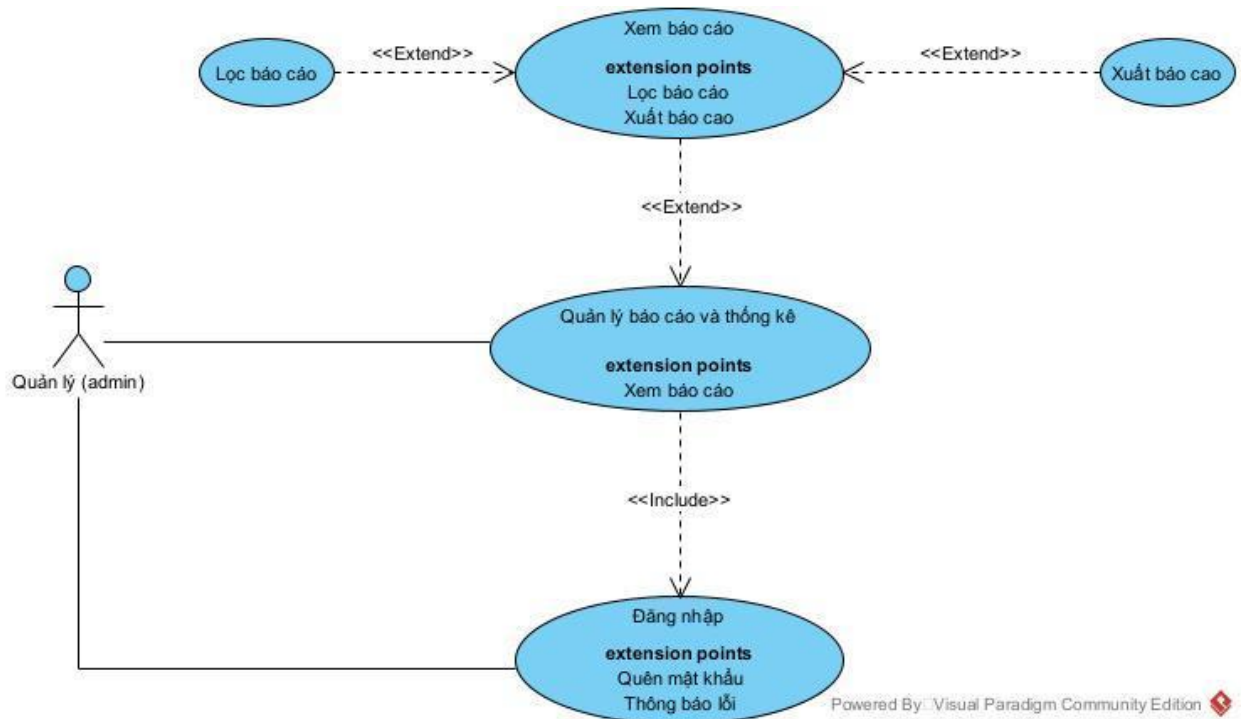 Xem báo cáo
<<Extend>>
<<Extend>>
Lọc báo cáo
extension points
Lọc báo cáo
Xuất báo cao
Xuất báo cao
<<Extend>>
Quản lý báo cáo và thống kê
extension points
Xem báo cáo
Quản lý (admin)
<<Include>>
Đăng nhập
extension points
Quên mật khẩu
Thông báo lỗi
Powered By Visual Paradigm Community Edition